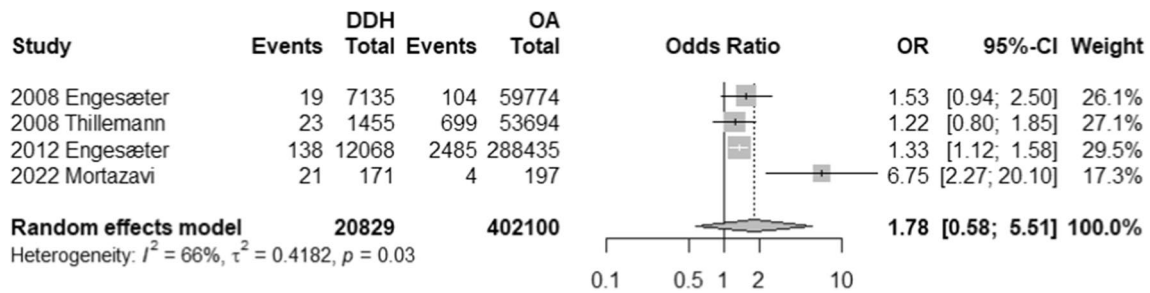 DDH OA
Study Events Total Events Total Odds Ratio OR 95%-CI Weight
2008 Engesæter 19 7135 104 59774 1.53 [0.94; 2.50] 26.1%
2008 Thillemann 23 1455 699 53694 1.22 [0.80; 1.85] 27.1%
2012 Engesæter 138 12068 2485 288435 1.33 [1.12; 1.58] 29.5%
2022 Mortazavi 21 171 4 197 6.75 [2.27; 20.10] 17.3%
Random effects model 20829 402100 1.78 [0.58; 5.51] 100.0%
Heterogeneity: I² = 66%, τ² = 0.4182, p = 0.03
0.1 0.5 1 2 10